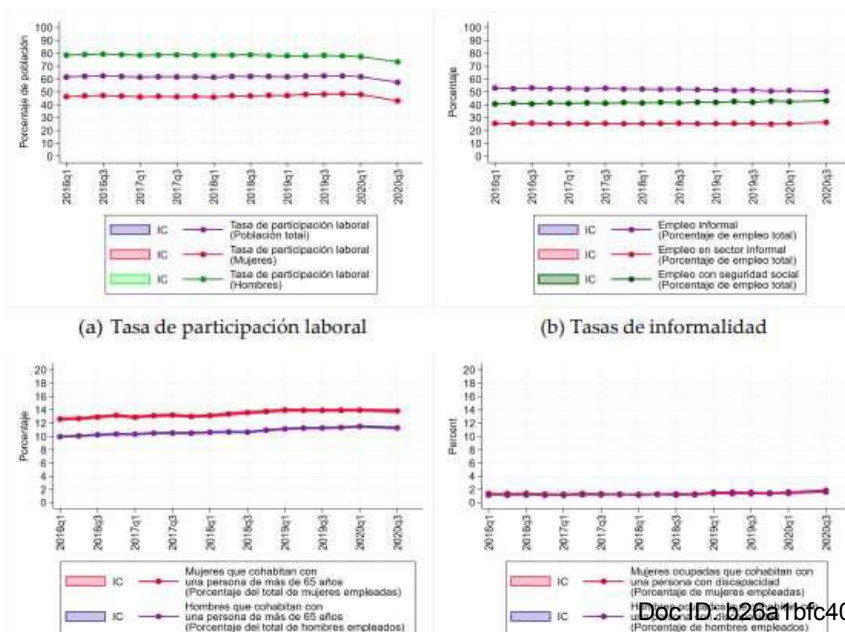 100
90
80
70
60
50
40
30
20
10
0
Porcentaje de población
2016q1
2016q3
2017q1
2017q3
2018q1
2018q3
2019q1
2019q3
2020q1
2020q3
IC
Tasa de participación laboral
(Población total)
IC
Tasa de participación laboral
(Mujeres)
IC
Tasa de participación laboral
(Hombres)
(a) Tasa de participación laboral
100
90
80
70
60
50
40
30
20
10
0
Porcentaje
2016q1
2016q3
2017q1
2017q3
2018q1
2018q3
2019q1
2019q3
2020q1
2020q3
IC
Empleo informal
(Porcentaje de empleo total)
IC
Empleo en sector informal
(Porcentaje de empleo total)
IC
Empleo con seguridad social
(Porcentaje de empleo total)
(b) Tasas de informalidad
20
18
16
14
12
10
8
6
4
2
0
Porcentaje
2016q1
2016q3
2017q1
2017q3
2018q1
2018q3
2019q1
2019q3
2020q1
2020q3
IC
Mujeres que cohabitan con
una persona de más de 65 años
(Porcentaje del total de mujeres empleadas)
IC
Hombres que cohabitan con
una persona de más de 65 años
(Porcentaje del total de hombres empleados)
20
18
16
14
12
10
8
6
4
2
0
Percent
2016q1
2016q3
2017q1
2017q3
2018q1
2018q3
2019q1
2019q3
2020q1
2020q3
IC
Mujeres ocupadas que cohabitan con
una persona con discapacidad
(Porcentaje de mujeres empleadas)
IC
una
(Porcentaje de hombres empleados)
Doc ID: b26a1bfc40